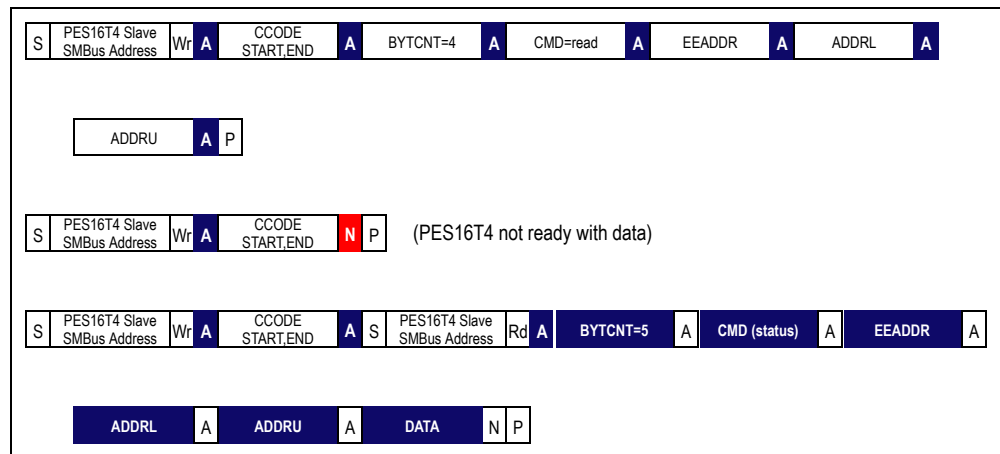 S PES16T4 Slave SMBus Address Wr A CCODE START,END A BYTCNT=4 A CMD=read A EEADDR A ADDRL A
ADDRU A P
S PES16T4 Slave SMBus Address Wr A CCODE START,END N P (PES16T4 not ready with data)
S PES16T4 Slave SMBus Address Wr A CCODE START,END A S PES16T4 Slave SMBus Address Rd A BYTCNT=5 A CMD (status) A EEADDR A
ADDRL A ADDRU A DATA N P